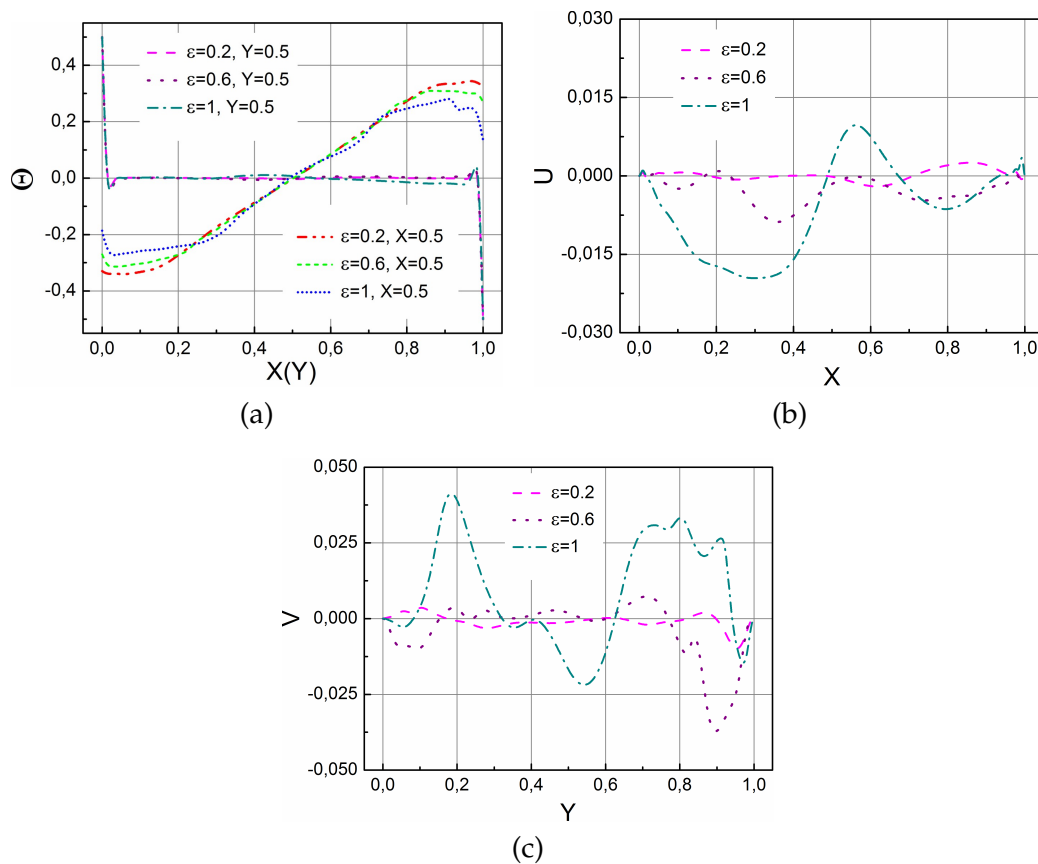 0,4
0,2
0,0
-0,2
-0,4
Θ
ε=0.2, Y=0.5
ε=0.6, Y=0.5
ε=1, Y=0.5
ε=0.2, X=0.5
ε=0.6, X=0.5
ε=1, X=0.5
0,0 0,2 0,4 0,6 0,8 1,0
X(Y)
(a)
0,030
0,015
0,000
-0,015
-0,030
U
ε=0.2
ε=0.6
ε=1
0,0 0,2 0,4 0,6 0,8 1,0
X
(b)
0,050
0,025
0,000
-0,025
-0,050
V
ε=0.2
ε=0.6
ε=1
0,0 0,2 0,4 0,6 0,8 1,0
Y
(c)